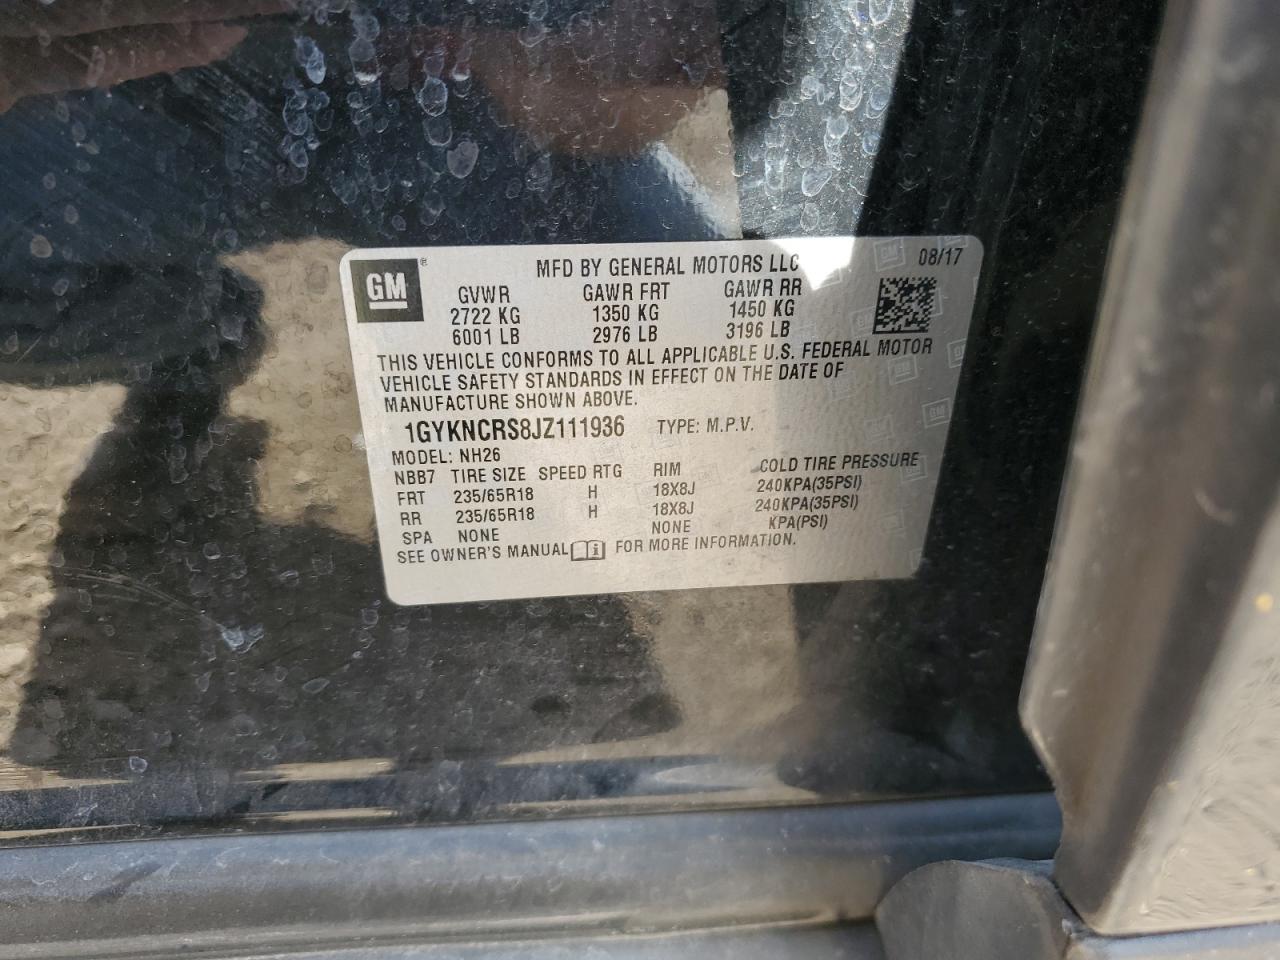 GM ® MFD BY GENERAL MOTORS LLC 08/17
GVWR GAWR FRT GAWR RR
2722 KG 1350 KG 1450 KG
6001 LB 2976 LB 3196 LB
THIS VEHICLE CONFORMS TO ALL APPLICABLE U.S. FEDERAL MOTOR
VEHICLE SAFETY STANDARDS IN EFFECT ON THE DATE OF
MANUFACTURE SHOWN ABOVE.
1GYKNCRS8JZ111936 TYPE: M.P.V.
MODEL: NH26
NBB7 TIRE SIZE SPEED RTG RIM COLD TIRE PRESSURE
FRT 235/65R18 H 18X8J 240KPA(35PSI)
RR 235/65R18 H 18X8J 240KPA(35PSI)
SPA NONE NONE KPA(PSI)
SEE OWNER'S MANUAL i FOR MORE INFORMATION.